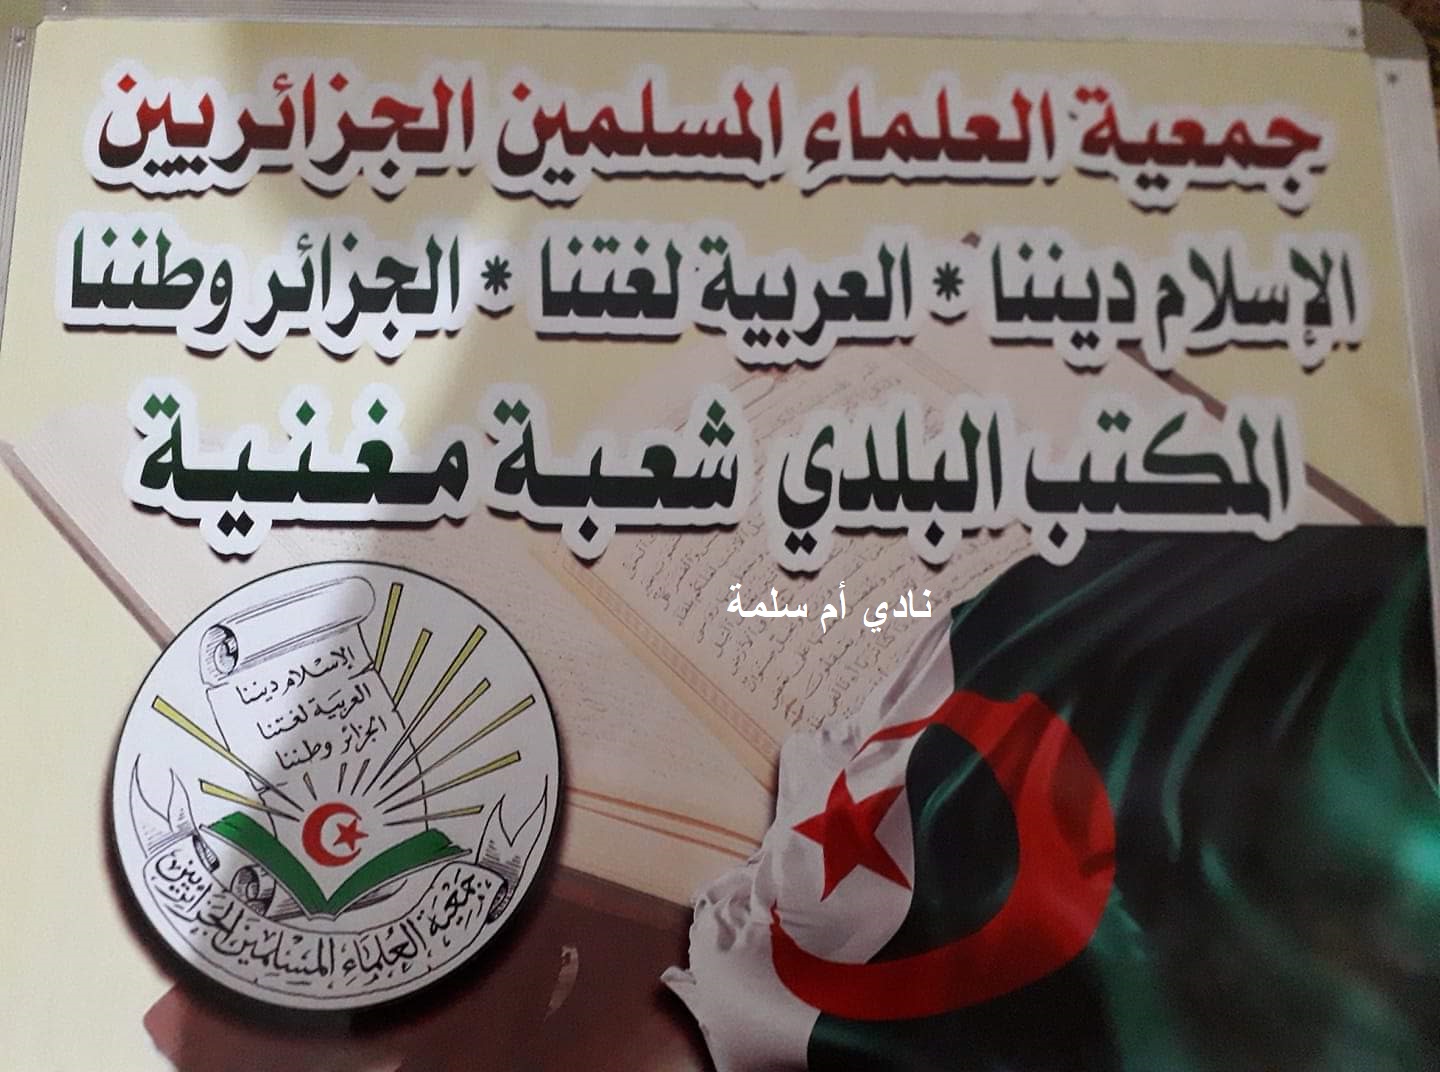 جمعية العلماء المسلمين الجزائريين
الإسلام ديننا * العربية لغتنا * الجزائر وطننا
المكتب البلدي شعبة مغنية
نادي أم سلمة
الإسلام ديننا
العربية لغتنا
الجزائر وطننا
جمعية العلماء المسلمين الجزائريين